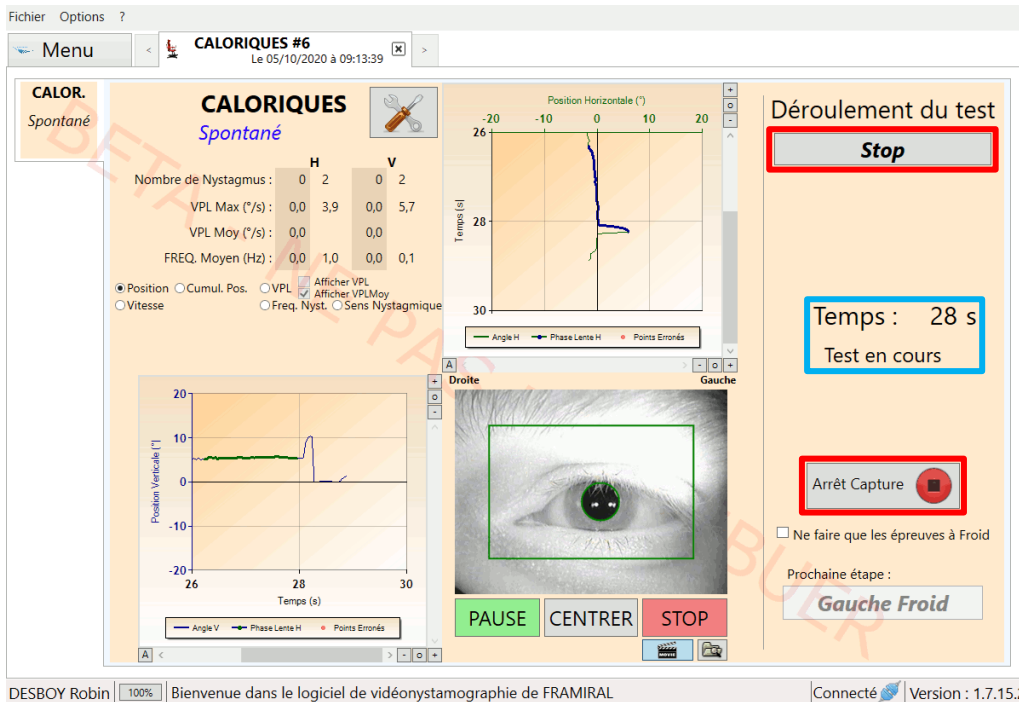 Fichier Options ?
Menu
<
CALORIQUES #6
Le 05/10/2020 à 09:13:39
>
CALOR.
Spontané
CALORIQUES
Spontané
H V
Nombre de Nystagmus : 0 2 0 2
VPL Max (°/s) : 0,0 3,9 0,0 5,7
VPL Moy (°/s) : 0,0 0,0
FREQ. Moyen (Hz) : 0,0 1,0 0,0 0,1
Position Cumul. Pos. VPL Afficher VPL
Afficher VPLMoy
Vitesse Freq. Nyst. Sens Nystagmique
Position Horizontale (°)
-20 -10 0 10 20
26
28
30
Temps (s)
Angle H Phase Lente H Points Erronés
A < > - o +
+
o
-
Droite Gauche
20
10
0
-10
-20
Position Verticale (°)
26 28 30
Temps (s)
Angle V Phase Lente H Points Erronés
A < > - o +
+
o
-
PAUSE CENTRER STOP
Déroulement du test
Stop
Temps : 28 s
Test en cours
Arrêt Capture
Ne faire que les épreuves à Froid
Prochaine étape :
Gauche Froid
DESBOY Robin 100% Bienvenue dans le logiciel de vidéonystamographie de FRAMIRAL Connecté Version : 1.7.15.2
BETA - NE PAS
BUER